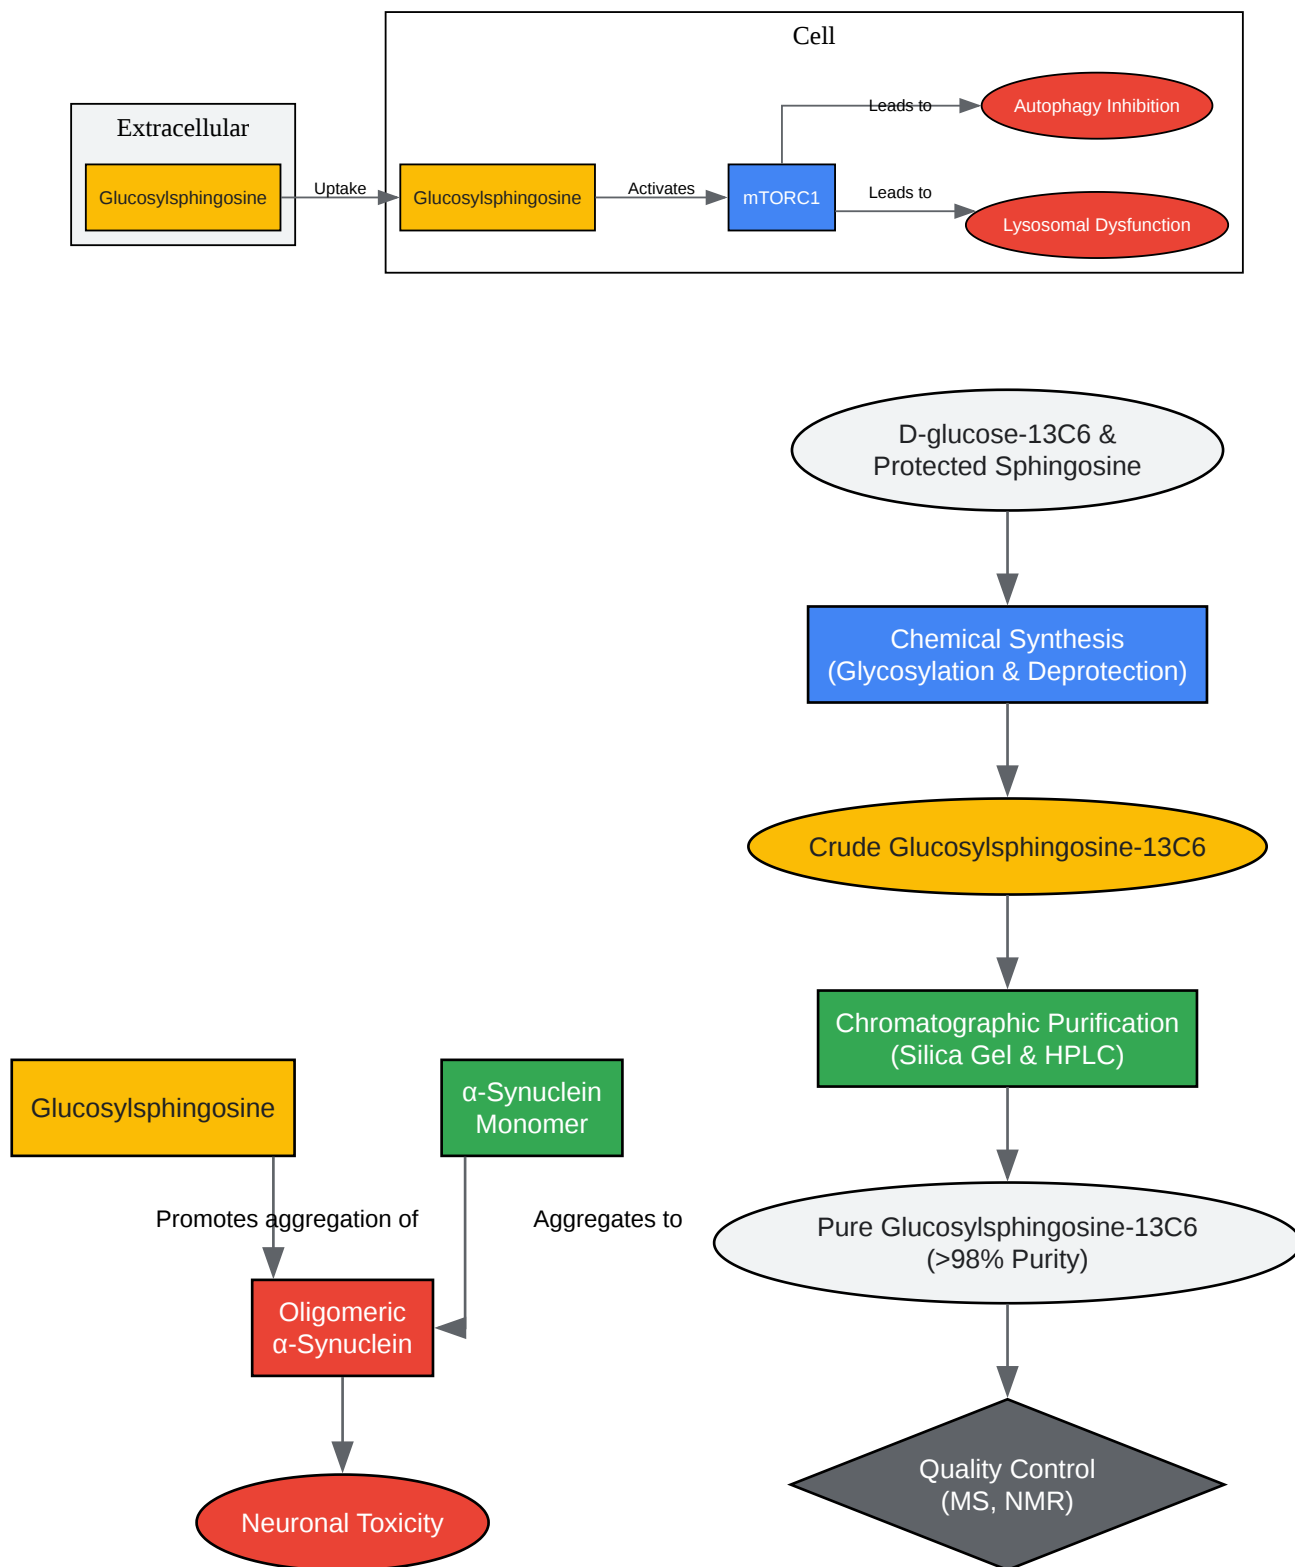 Cell
Extracellular
Glucosylsphingosine
Uptake
Glucosylsphingosine
Activates
mTORC1
Leads to
Autophagy Inhibition
Leads to
Lysosomal Dysfunction
D-glucose-13C6 &
Protected Sphingosine
Chemical Synthesis
(Glycosylation & Deprotection)
Crude Glucosylsphingosine-13C6
Chromatographic Purification
(Silica Gel & HPLC)
Pure Glucosylsphingosine-13C6
(>98% Purity)
Quality Control
(MS, NMR)
Glucosylsphingosine
α-Synuclein
Monomer
Promotes aggregation of
Aggregates to
Oligomeric
α-Synuclein
Neuronal Toxicity